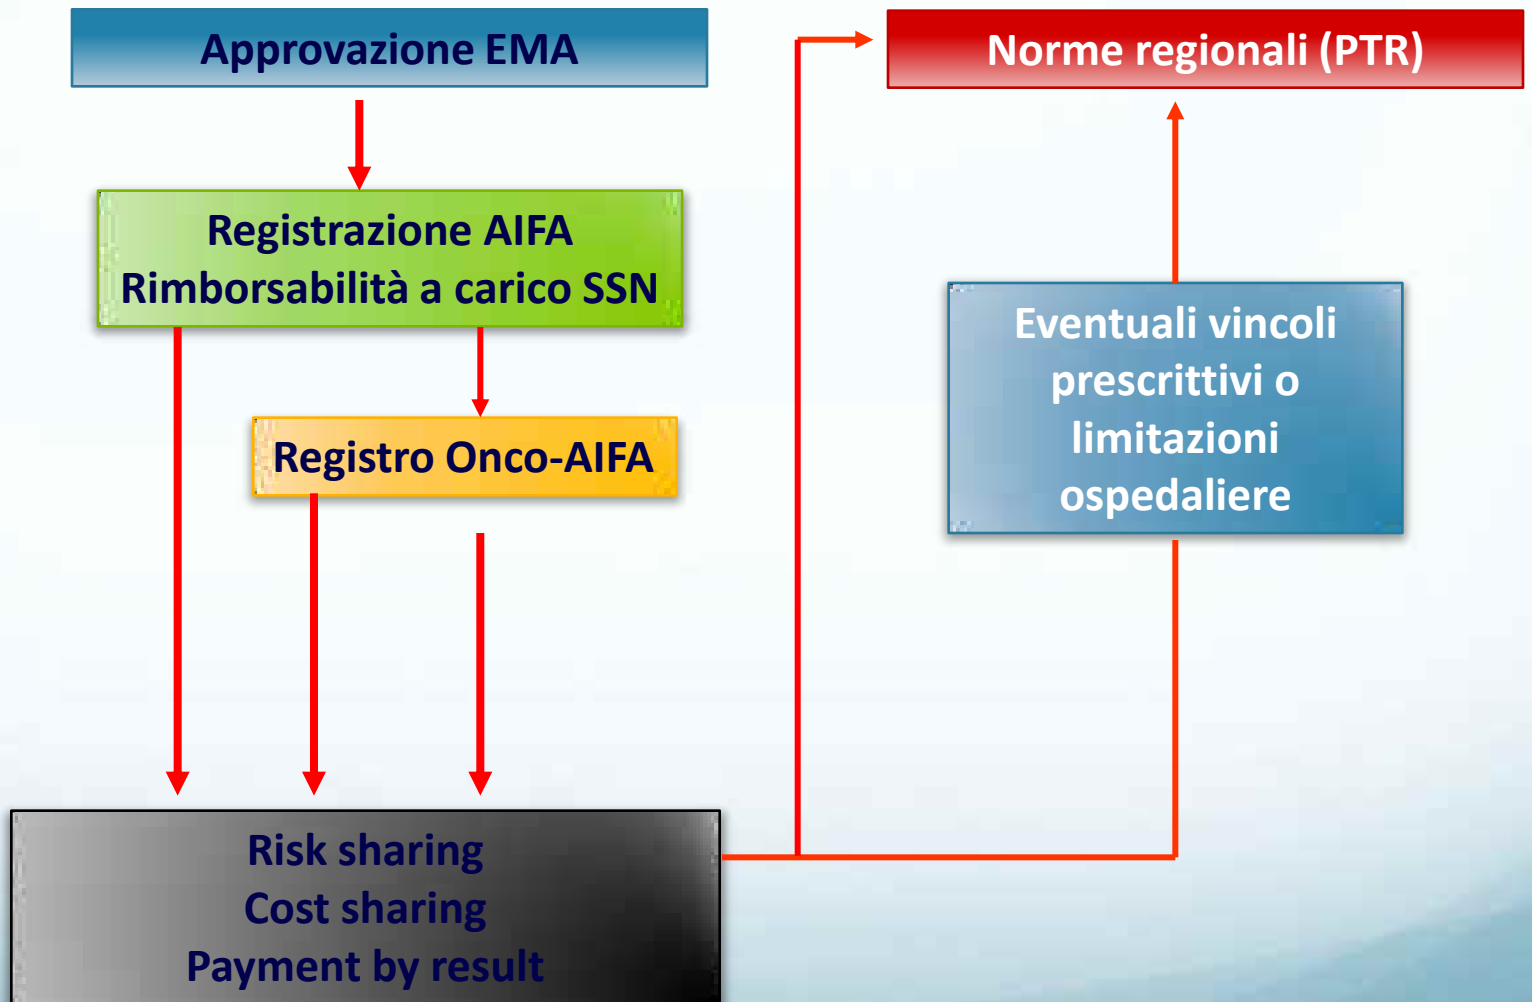 Approvazione EMA
Registrazione AIFA
Rimborsabilità a carico SSN
Registro Onco-AIFA
Risk sharing
Cost sharing
Payment by result
Norme regionali (PTR)
Eventuali vincoli
prescrittivi o
limitazioni
ospedaliere